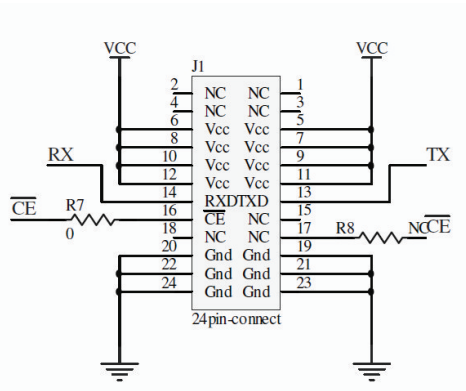 VCC VCC
J1
2 NC NC 1
4 NC NC 3
6 Vcc Vcc 5
8 Vcc Vcc 7
10 Vcc Vcc 9
12 Vcc Vcc 11
RX TX
14 RXDTXD 13
CE R7 16 CE NC 15
0
18 NC NC 17 R8 NC CE
20 Gnd Gnd 19
22 Gnd Gnd 21
24 Gnd Gnd 23
24pin-connect